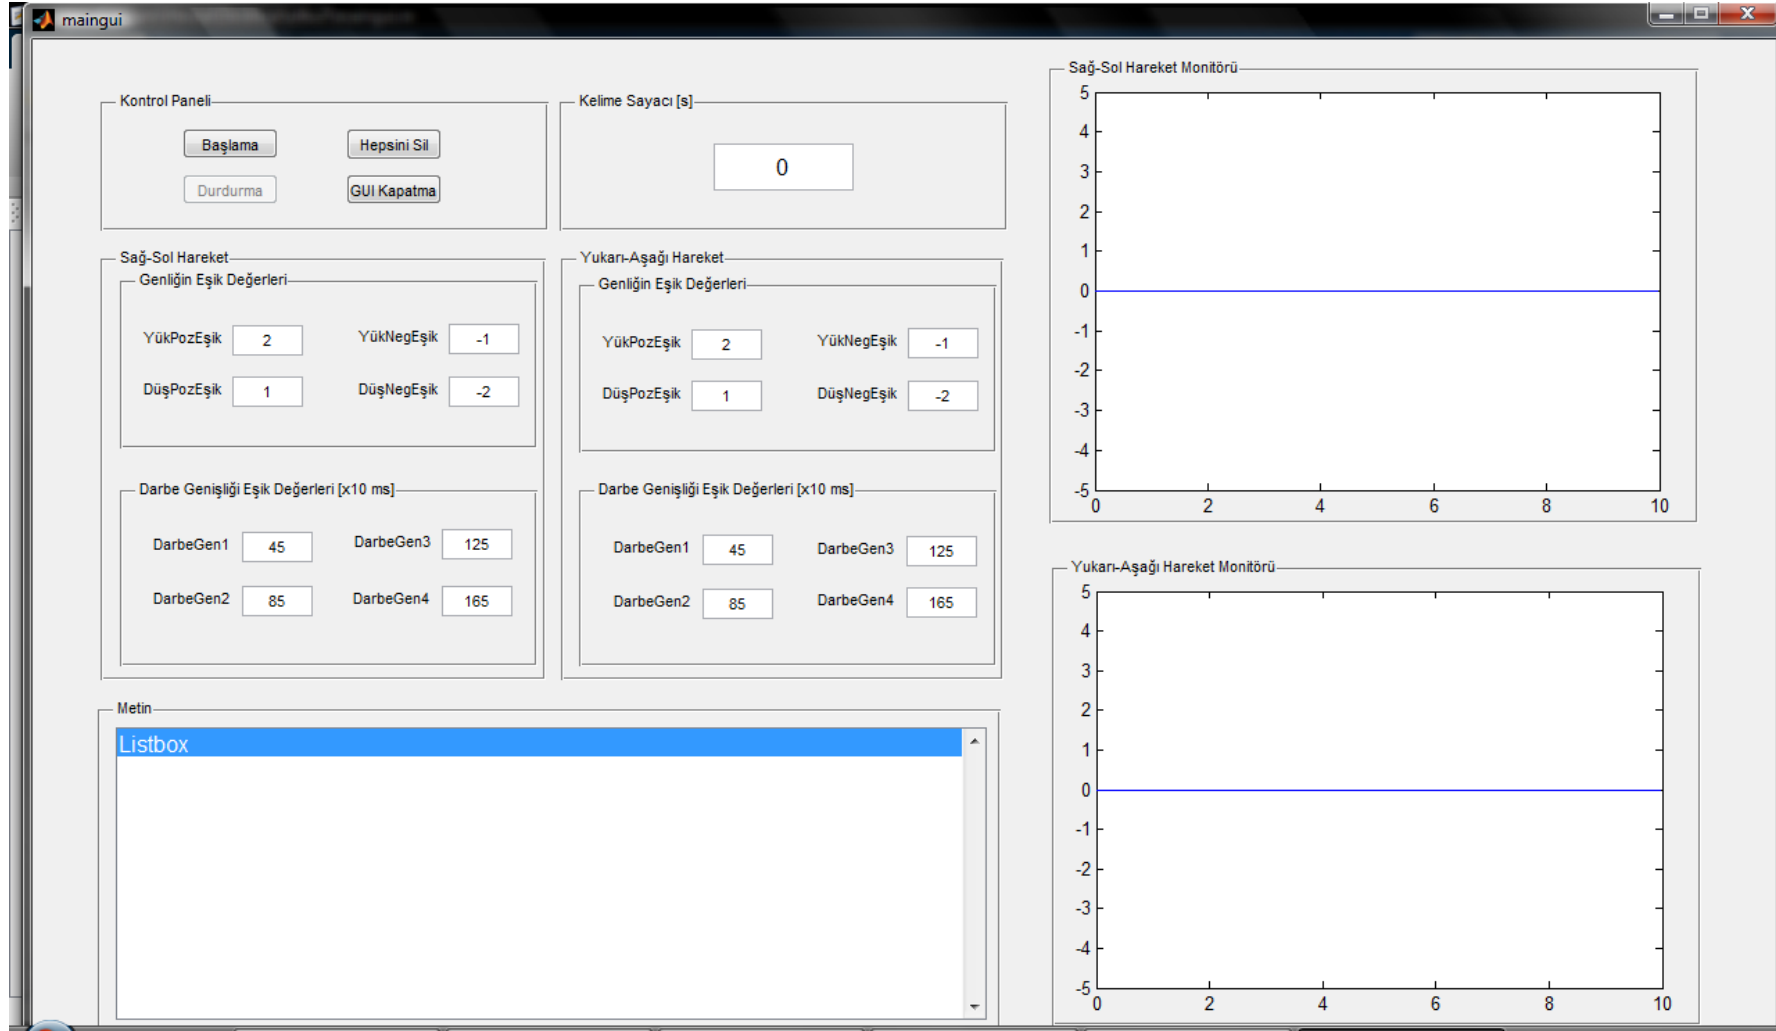 maingui
Kontrol Paneli
Başlama
Hepsini Sil
Durdurma
GUI Kapatma
Kelime Sayacı [s]
0
Sağ-Sol Hareket
Genliğin Eşik Değerleri
YükPozEşik 2 YükNegEşik -1
DüşPozEşik 1 DüşNegEşik -2
Darbe Genişliği Eşik Değerleri [x10 ms]
DarbeGen1 45 DarbeGen3 125
DarbeGen2 85 DarbeGen4 165
Yukarı-Aşağı Hareket
Genliğin Eşik Değerleri
YükPozEşik 2 YükNegEşik -1
DüşPozEşik 1 DüşNegEşik -2
Darbe Genişliği Eşik Değerleri [x10 ms]
DarbeGen1 45 DarbeGen3 125
DarbeGen2 85 DarbeGen4 165
Metin
Listbox
Sağ-Sol Hareket Monitörü
5
4
3
2
1
0
-1
-2
-3
-4
-5
0 2 4 6 8 10
Yukarı-Aşağı Hareket Monitörü
5
4
3
2
1
0
-1
-2
-3
-4
-5
0 2 4 6 8 10